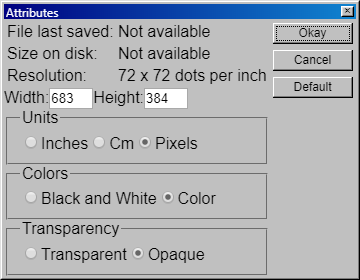 Attributes
File last saved: Not available
Okay
Size on disk: Not available
Cancel
Resolution: 72 x 72 dots per inch
Default
Width: 683 Height: 384
Units
Inches Cm Pixels
Colors
Black and White Color
Transparency
Transparent Opaque